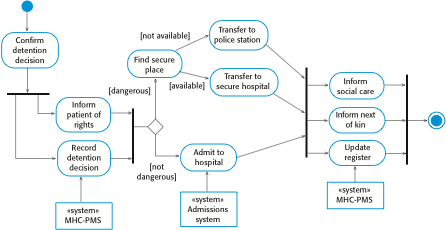 Confirm
detention
decision
[not available]
Transfer to
police station
Find secure
place
[dangerous]
[available]
Transfer to
secure hospital
Inform
patient of
rights
Record
detention
decision
[not
dangerous]
Admit to
hospital
Inform
social care
Inform next
of kin
Update
register
«system»
MHC-PMS
«system»
Admissions
system
«system»
MHC-PMS